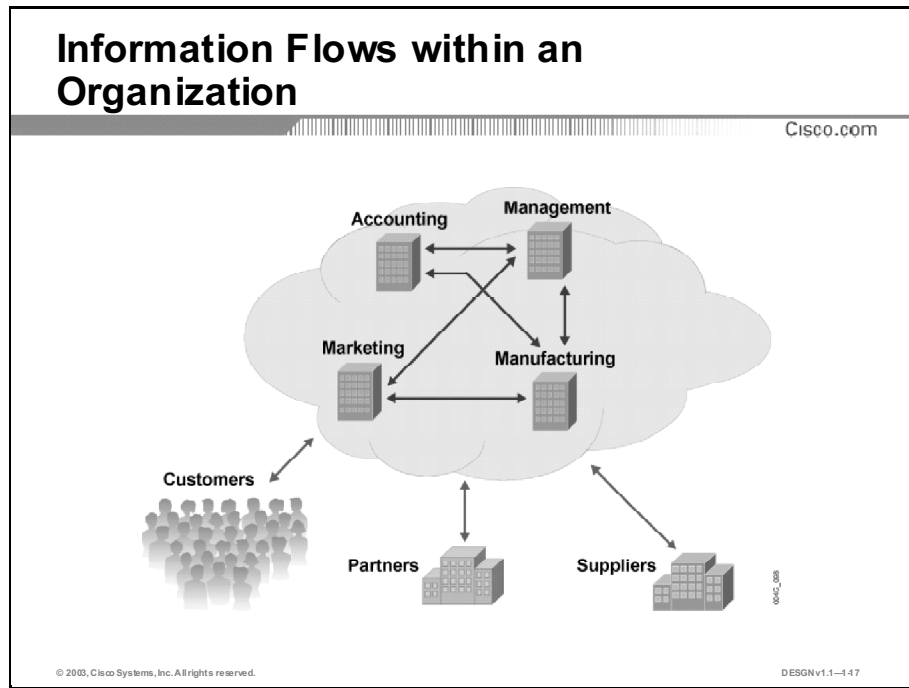 Information Flows within an
Organization
Cisco.com
Management
Accounting
Marketing
Manufacturing
Customers
Partners
Suppliers
© 2003, Cisco Systems, Inc. All rights reserved.
DESGN v1.1—1-17